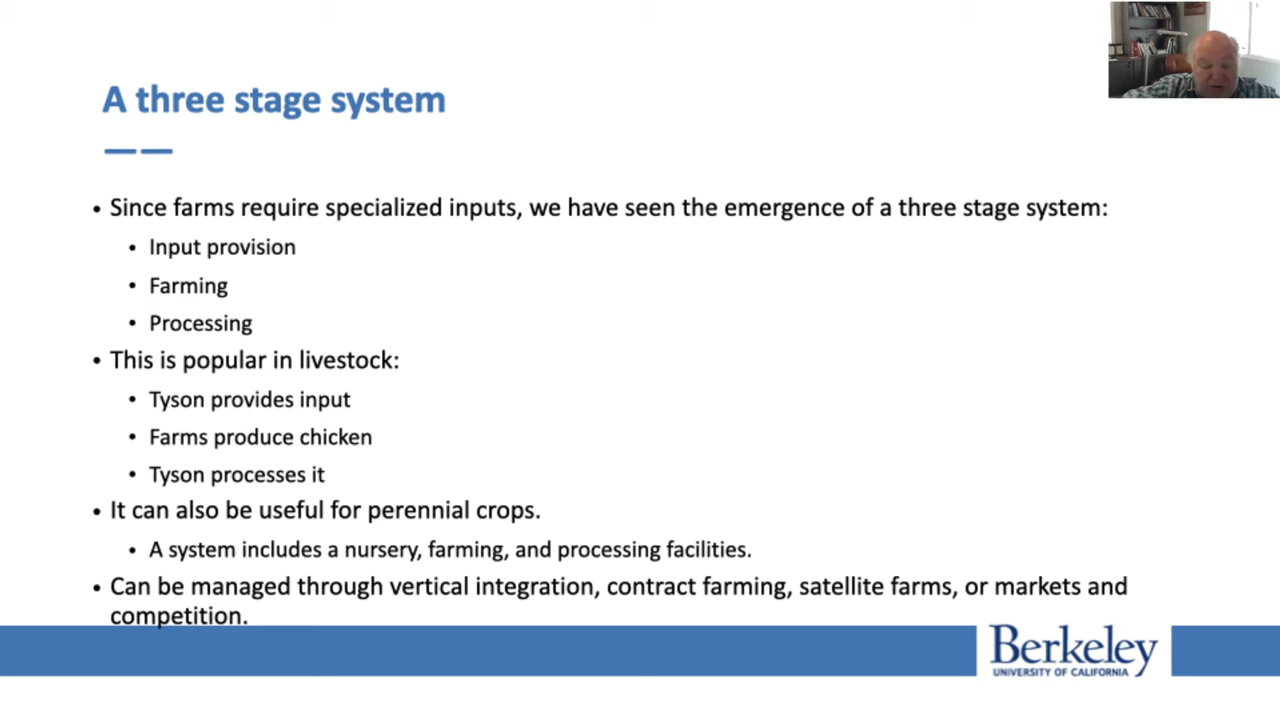 A three stage system
• Since farms require specialized inputs, we have seen the emergence of a three stage system:
• Input provision
• Farming
• Processing
• This is popular in livestock:
• Tyson provides input
• Farms produce chicken
• Tyson processes it
• It can also be useful for perennial crops.
• A system includes a nursery, farming, and processing facilities.
• Can be managed through vertical integration, contract farming, satellite farms, or markets and
competition.
Berkeley
UNIVERSITY OF CALIFORNIA